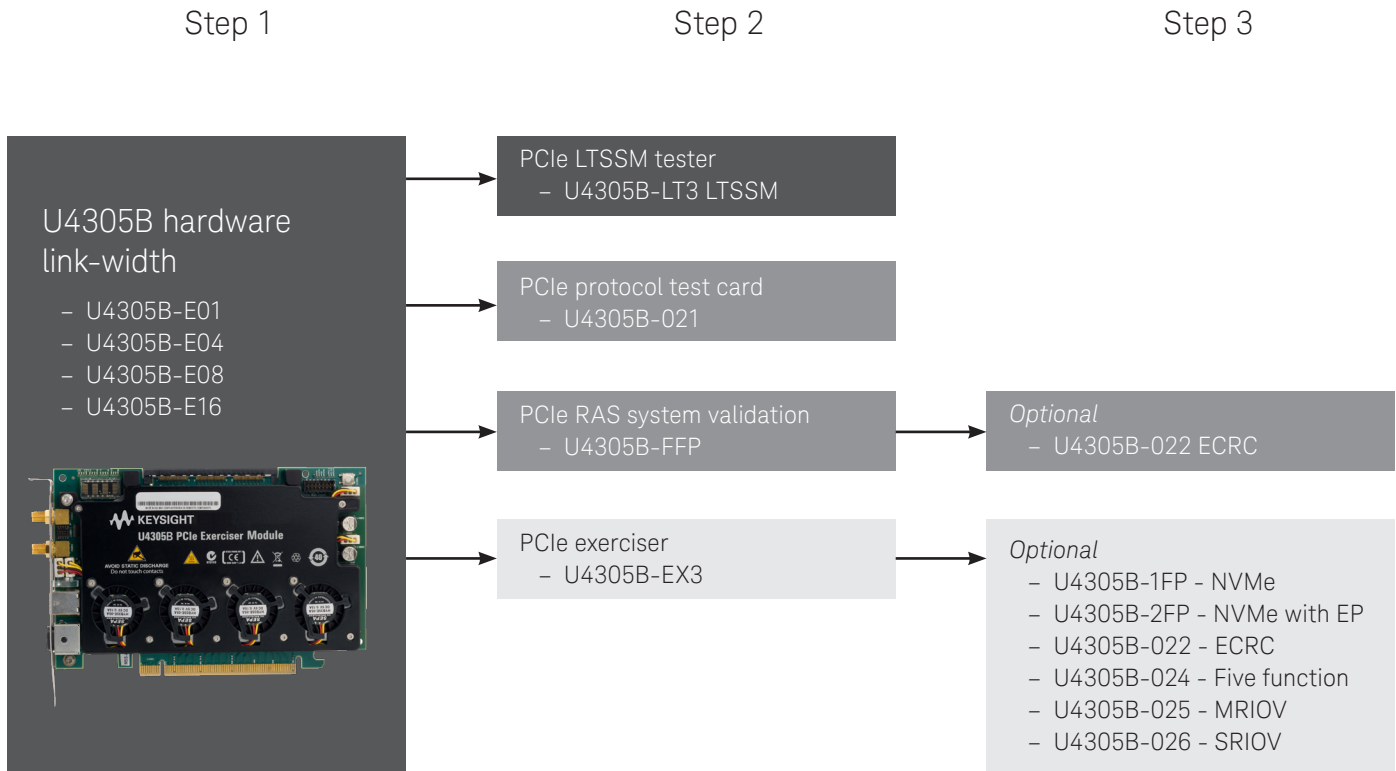 Step 1
Step 2
Step 3
U4305B hardware
link-width
– U4305B-E01
– U4305B-E04
– U4305B-E08
– U4305B-E16
KEYSIGHT
U4305B PCIe Exerciser Module
AVOID STATIC DISCHARGE
Do not touch contacts
40
PCIe LTSSM tester
– U4305B-LT3 LTSSM
PCIe protocol test card
– U4305B-021
PCIe RAS system validation
– U4305B-FFP
PCIe exerciser
– U4305B-EX3
Optional
– U4305B-022 ECRC
Optional
– U4305B-1FP - NVMe
– U4305B-2FP - NVMe with EP
– U4305B-022 - ECRC
– U4305B-024 - Five function
– U4305B-025 - MRIOV
– U4305B-026 - SRIOV